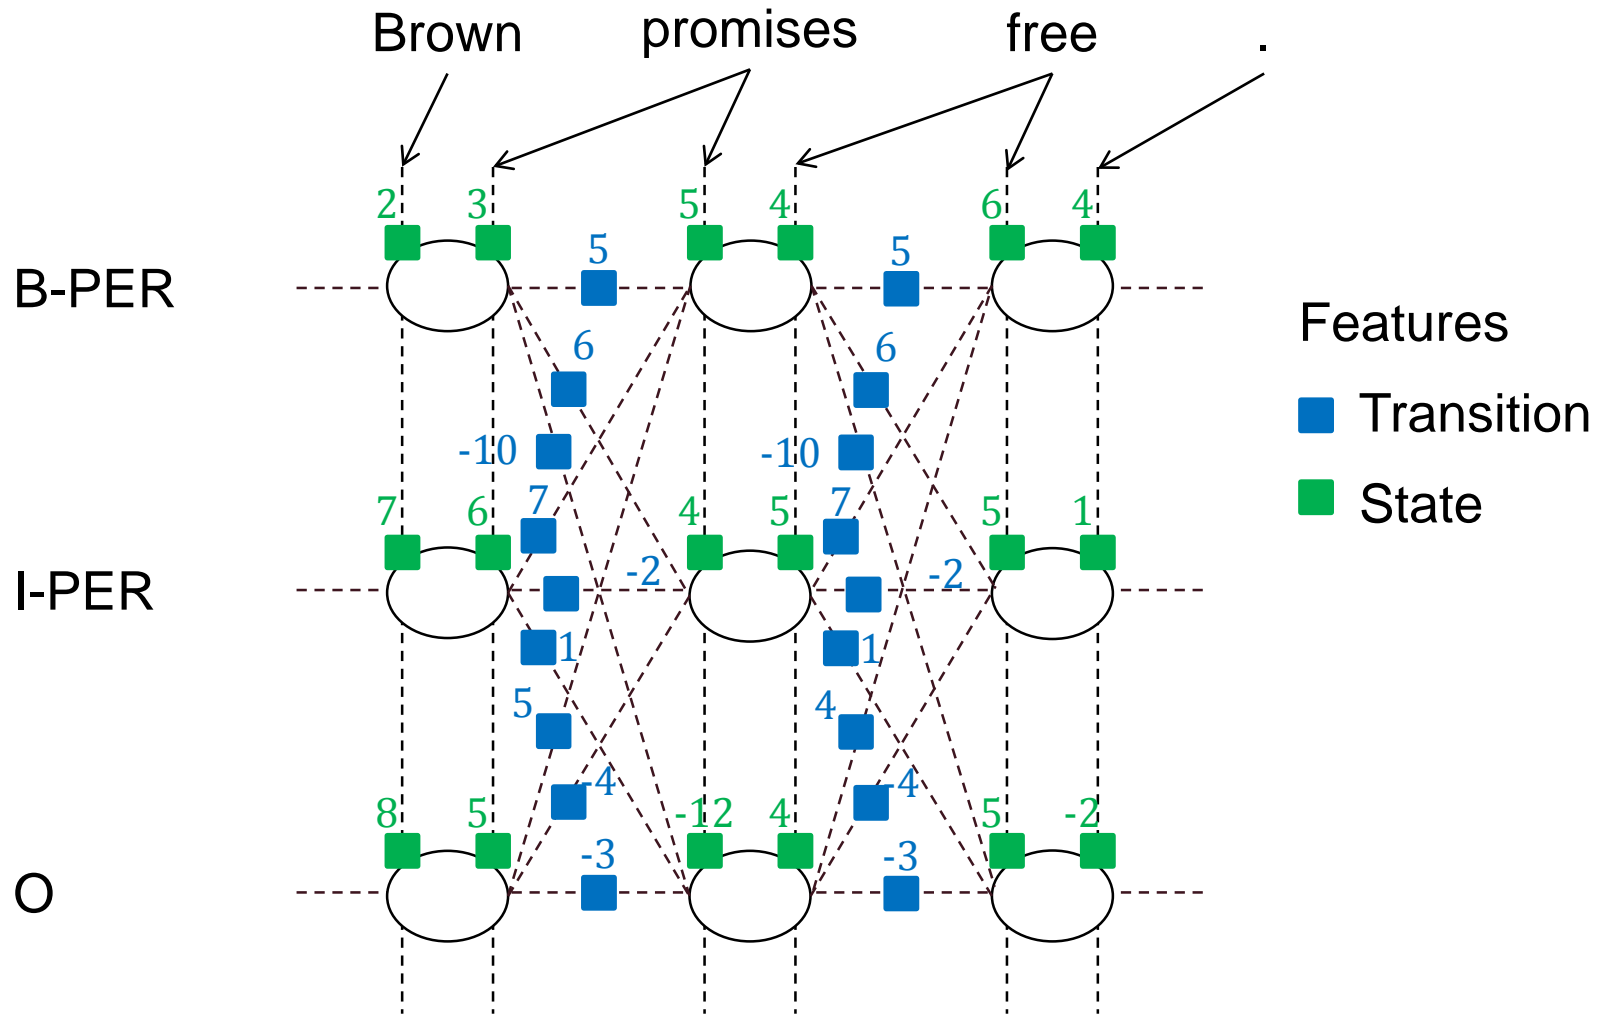 Brown promises free .
2 3 5 4 6 4
5 5
B-PER
Features
6 6
Transition
-10 -10
7 7
7 6 4 5 5 1
State
-2 -2
I-PER
1 1
5 4
-4 -4
8 5 -12 4 5 -2
-3 -3
O